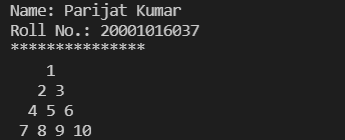 Name: Parijat Kumar
Roll No.: 20001016037
***************
1
2 3
4 5 6
7 8 9 10